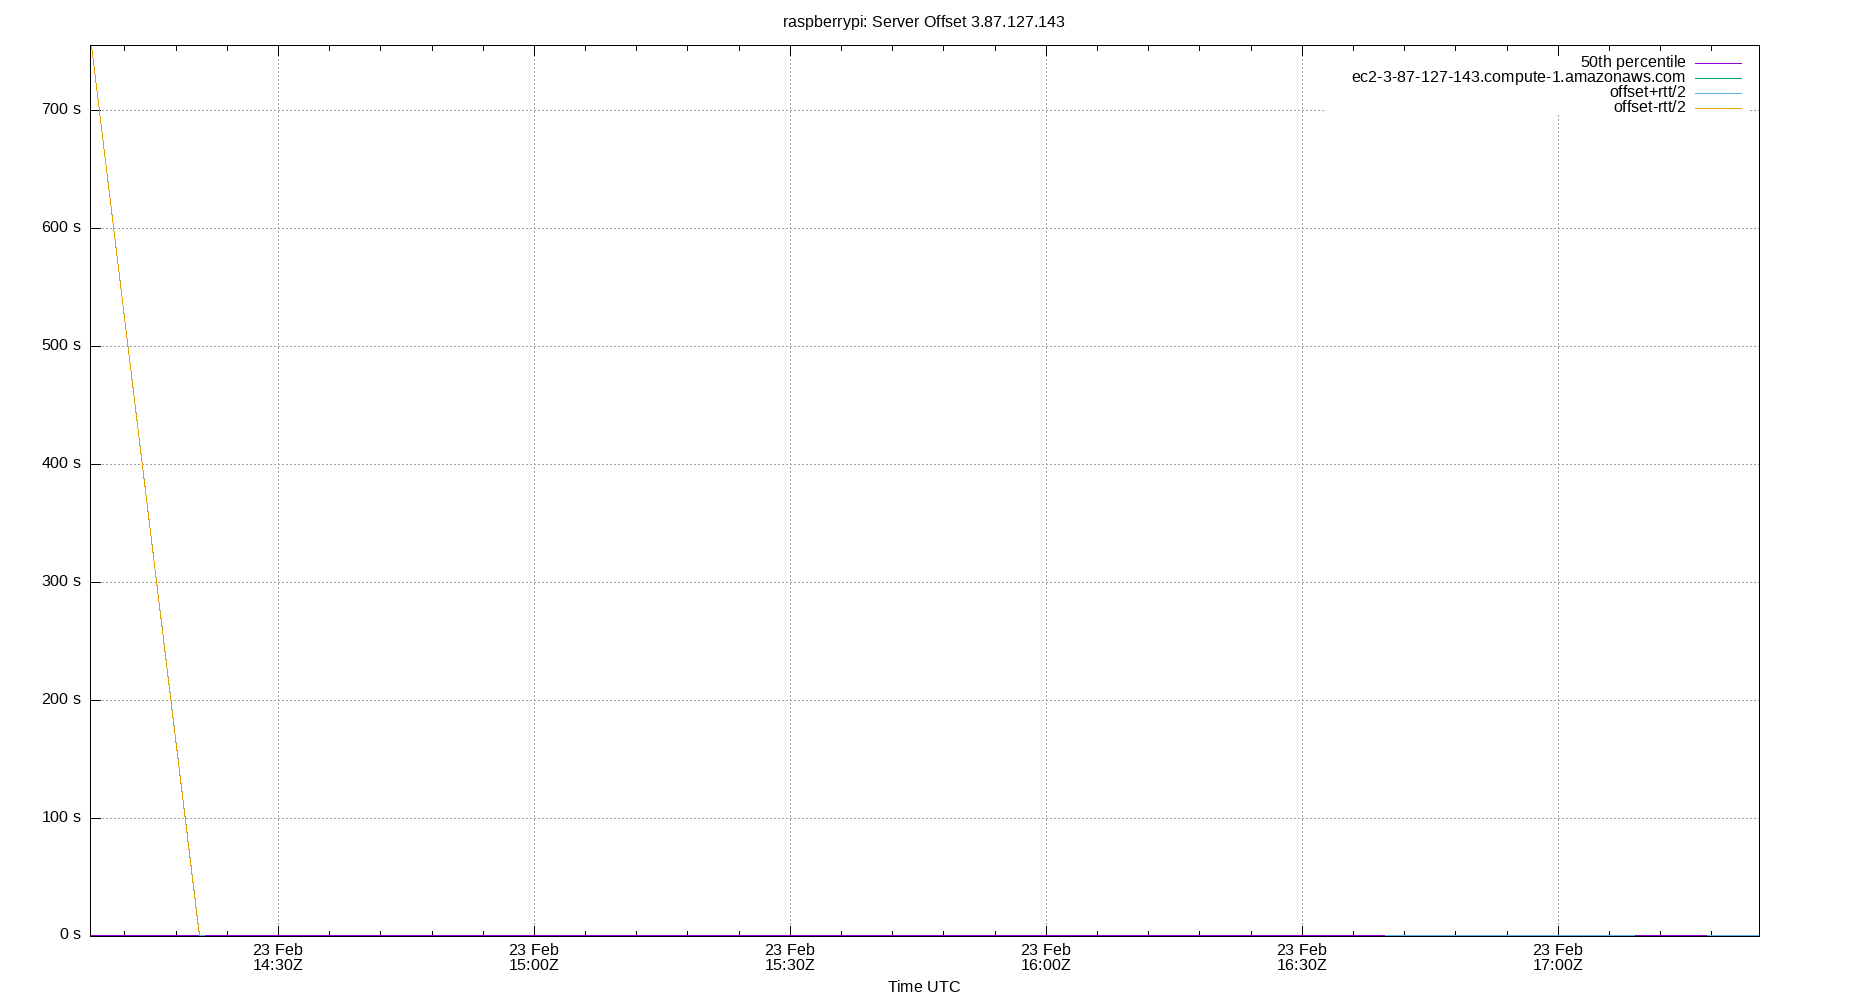 raspberrypi: Server Offset 3.87.127.143
50th percentile
ec2-3-87-127-143.compute-1.amazonaws.com
offset+rtt/2
offset-rtt/2
700 s
600 s
500 s
400 s
300 s
200 s
100 s
0 s
23 Feb 23 Feb 23 Feb 23 Feb 23 Feb 23 Feb
14:30Z 15:00Z 15:30Z 16:00Z 16:30Z 17:00Z
Time UTC